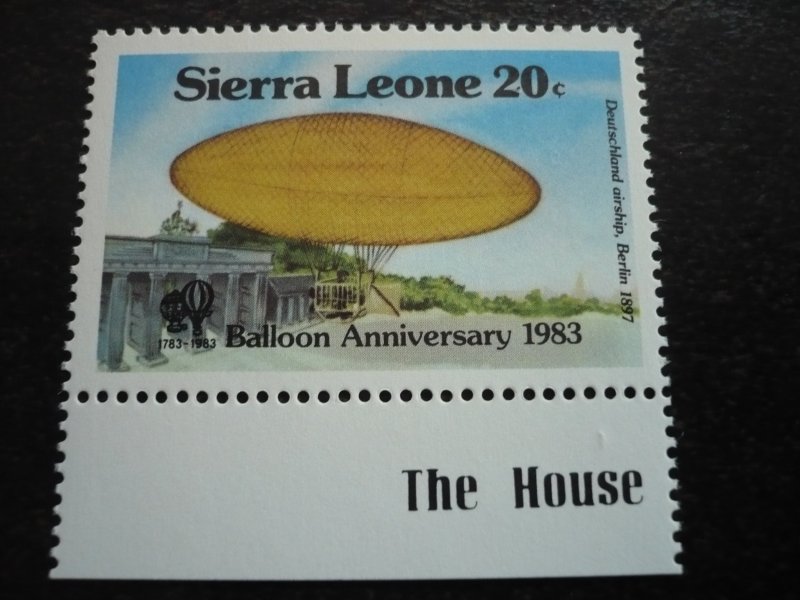 Sierra Leone 20c
Deutschland airship, Berlin 1897
1783-1983
Balloon Anniversary 1983
The House